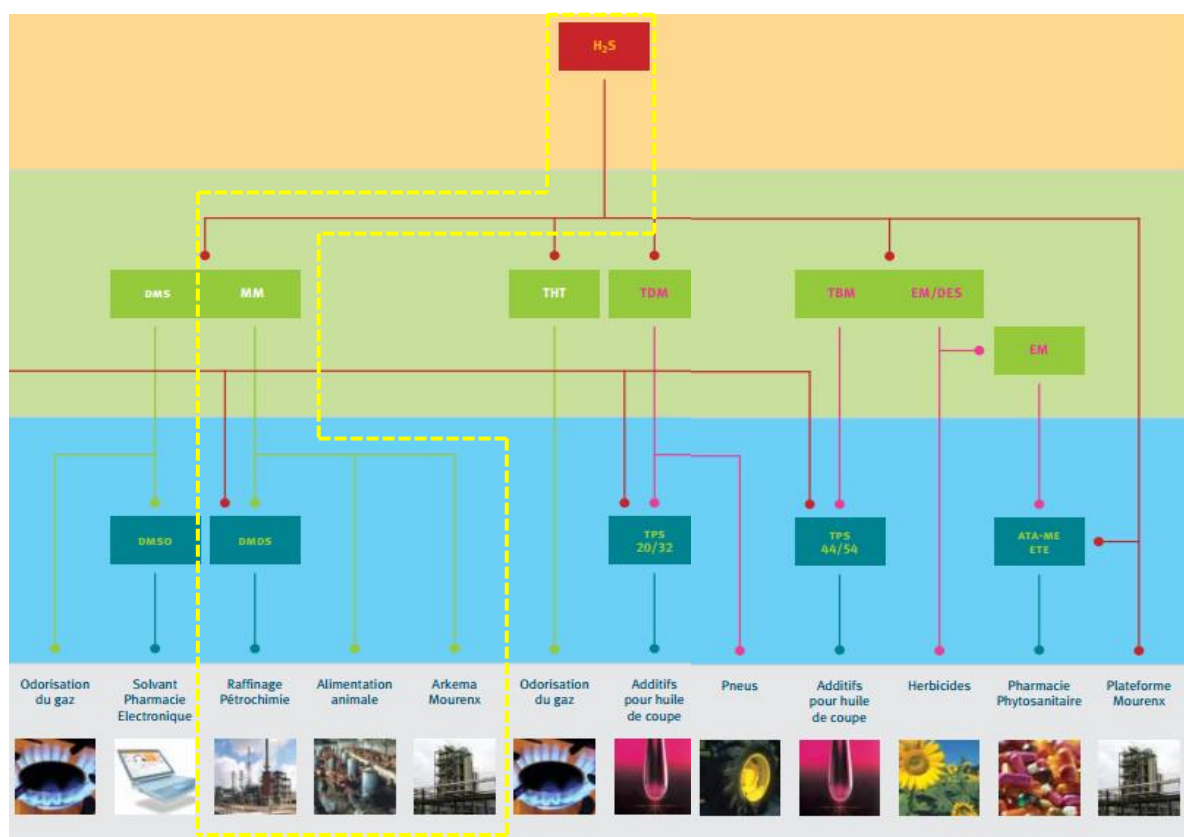 H₂S
DMS
MM
THT
TDM
TBM
EM/DES
EM
DMSO
DMDS
TPS
20/32
TPS
44/54
ATA-ME
ETE
Odorisation
du gaz
Solvant
Pharmacie
Electronique
Raffinage
Pétrochimie
Alimentation
animale
Arkema
Mourenx
Odorisation
du gaz
Additifs
pour huile
de coupe
Pneus
Additifs
pour huile
de coupe
Herbicides
Pharmacie
Phytosanitaire
Plateforme
Mourenx